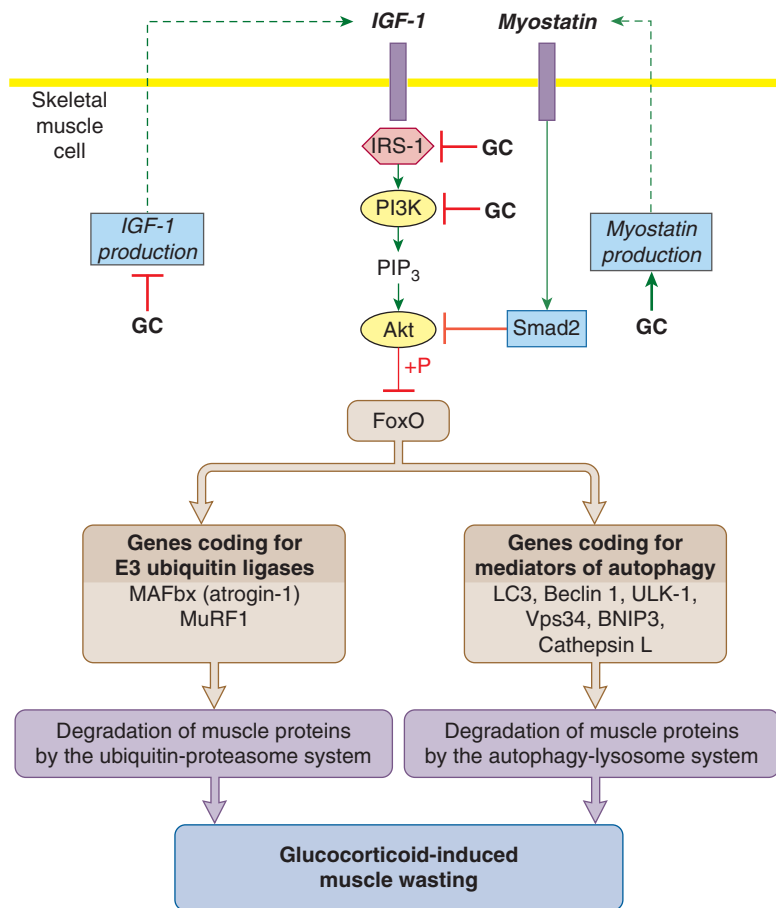 IGF-1
Myostatin
Skeletal
muscle
cell
IRS-1
GC
PI3K
GC
IGF-1
production
Myostatin
production
PIP3
GC
Akt
Smad2
GC
+P
FoxO
Genes coding for
E3 ubiquitin ligases
MAFbx (atrogin-1)
MuRF1
Genes coding for
mediators of autophagy
LC3, Beclin 1, ULK-1,
Vps34, BNIP3,
Cathepsin L
Degradation of muscle proteins
by the ubiquitin-proteasome system
Degradation of muscle proteins
by the autophagy-lysosome system
Glucocorticoid-induced
muscle wasting